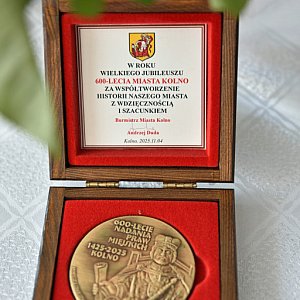 W ROKU
WIELKIEGO JUBILEUSZU
600-LECIA MIASTA KOLNO
ZA WSPÓŁTWORZENIE
HISTORII NASZEGO MIASTA
Z WDZIĘCZNOŚCIĄ
I SZACUNKIEM
Burmistrz Miasta Kolno
Andrzej Duda
Kolno, 2025.11.04
600-LECIE
NADANIA
PRAW
MIEJSKICH
1425-2025
KOLNO